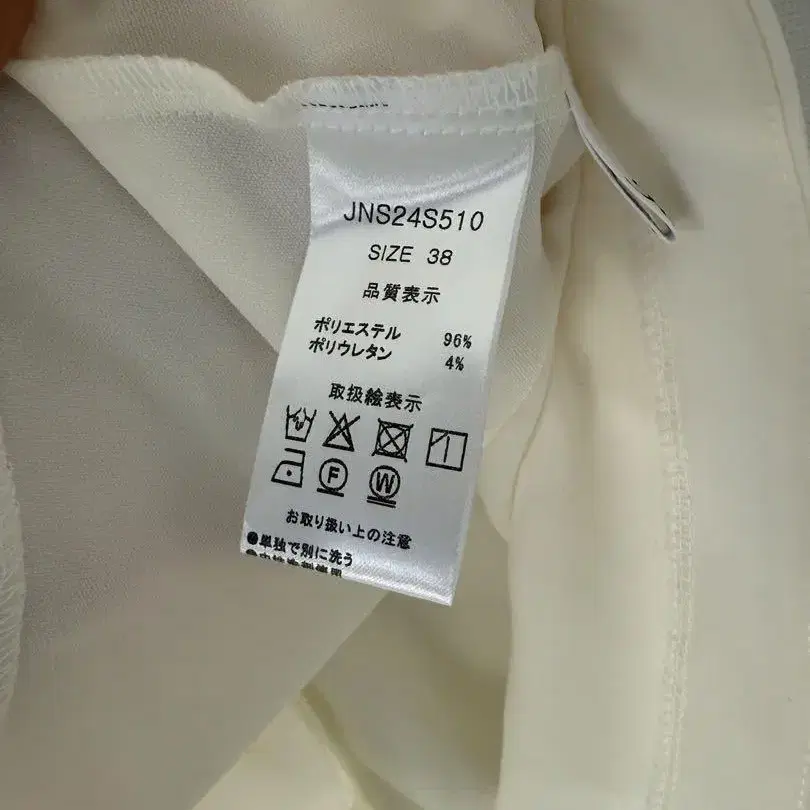 JNS24S510
SIZE 38
品質表示
ポリエステル 96%
ポリウレタン 4%
取扱絵表示
F W
お取り扱い上の注意
●単独で別に洗う